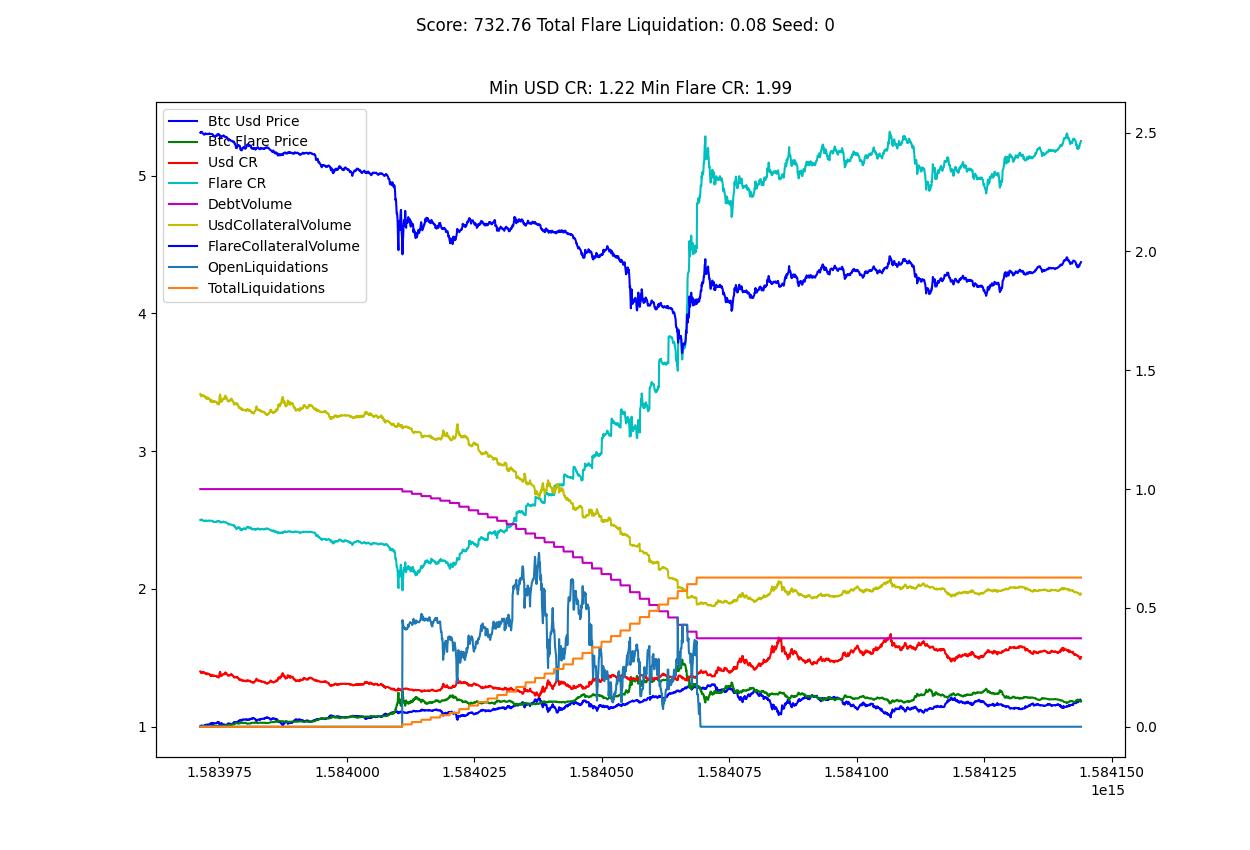 Score: 732.76 Total Flare Liquidation: 0.08 Seed: 0
Min USD CR: 1.22 Min Flare CR: 1.99
Btc Usd Price
Btc Flare Price
Usd CR
Flare CR
DebtVolume
UsdCollateralVolume
FlareCollateralVolume
OpenLiquidations
TotalLiquidations
5
4
3
2
1
2.5
2.0
1.5
1.0
0.5
0.0
1.583975 1.584000 1.584025 1.584050 1.584075 1.584100 1.584125 1.584150
1e15